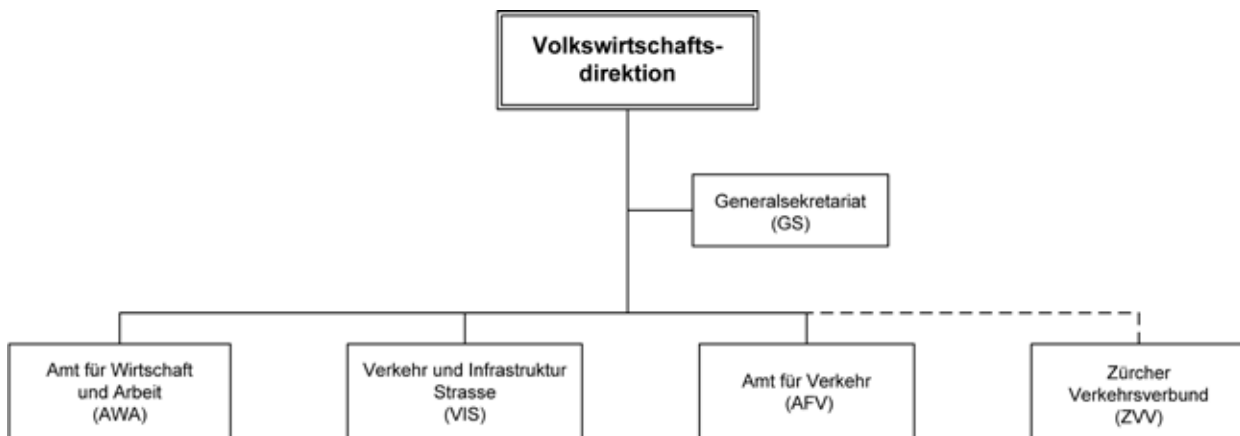 Volkswirtschafts-
direktion
Generalsekretariat
(GS)
Amt für Wirtschaft
und Arbeit
(AWA)
Verkehr und Infrastruktur
Strasse
(VIS)
Amt für Verkehr
(AFV)
Zürcher
Verkehrsverbund
(ZVV)